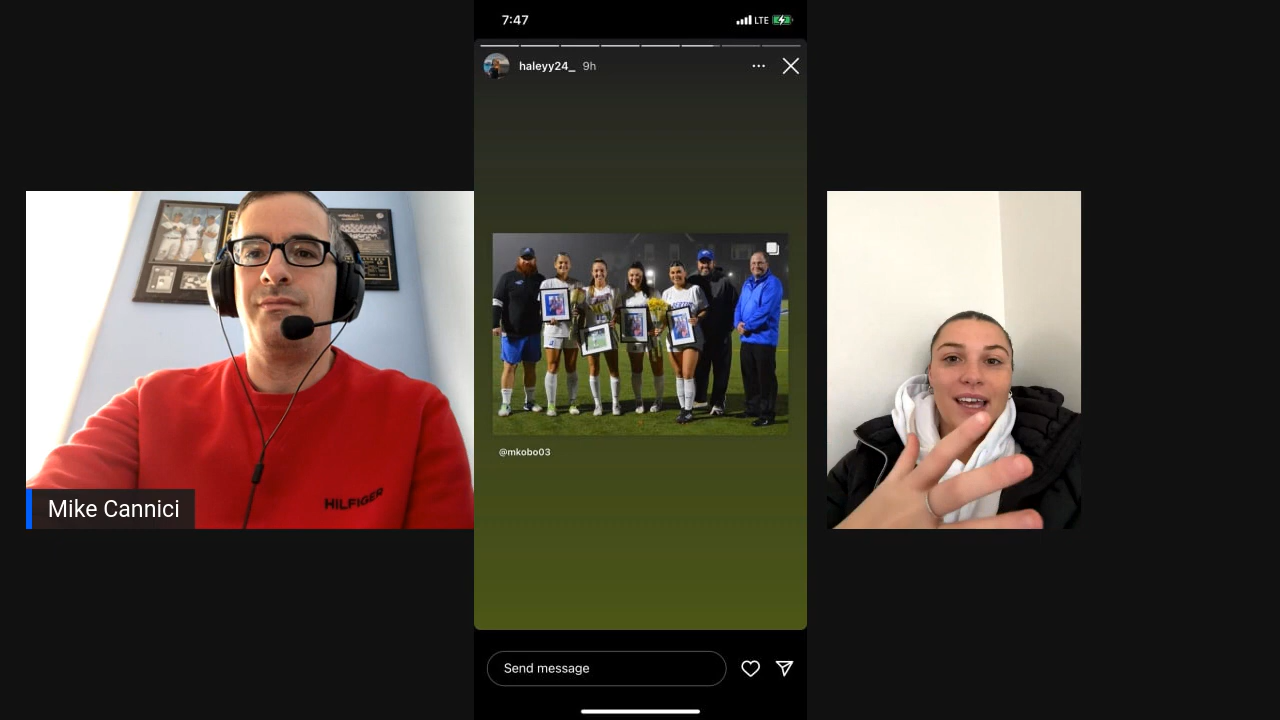 7:47
LTE
haleyy24_ 9h
@mkobo03
HILFIGER
Mike Cannici
Send message